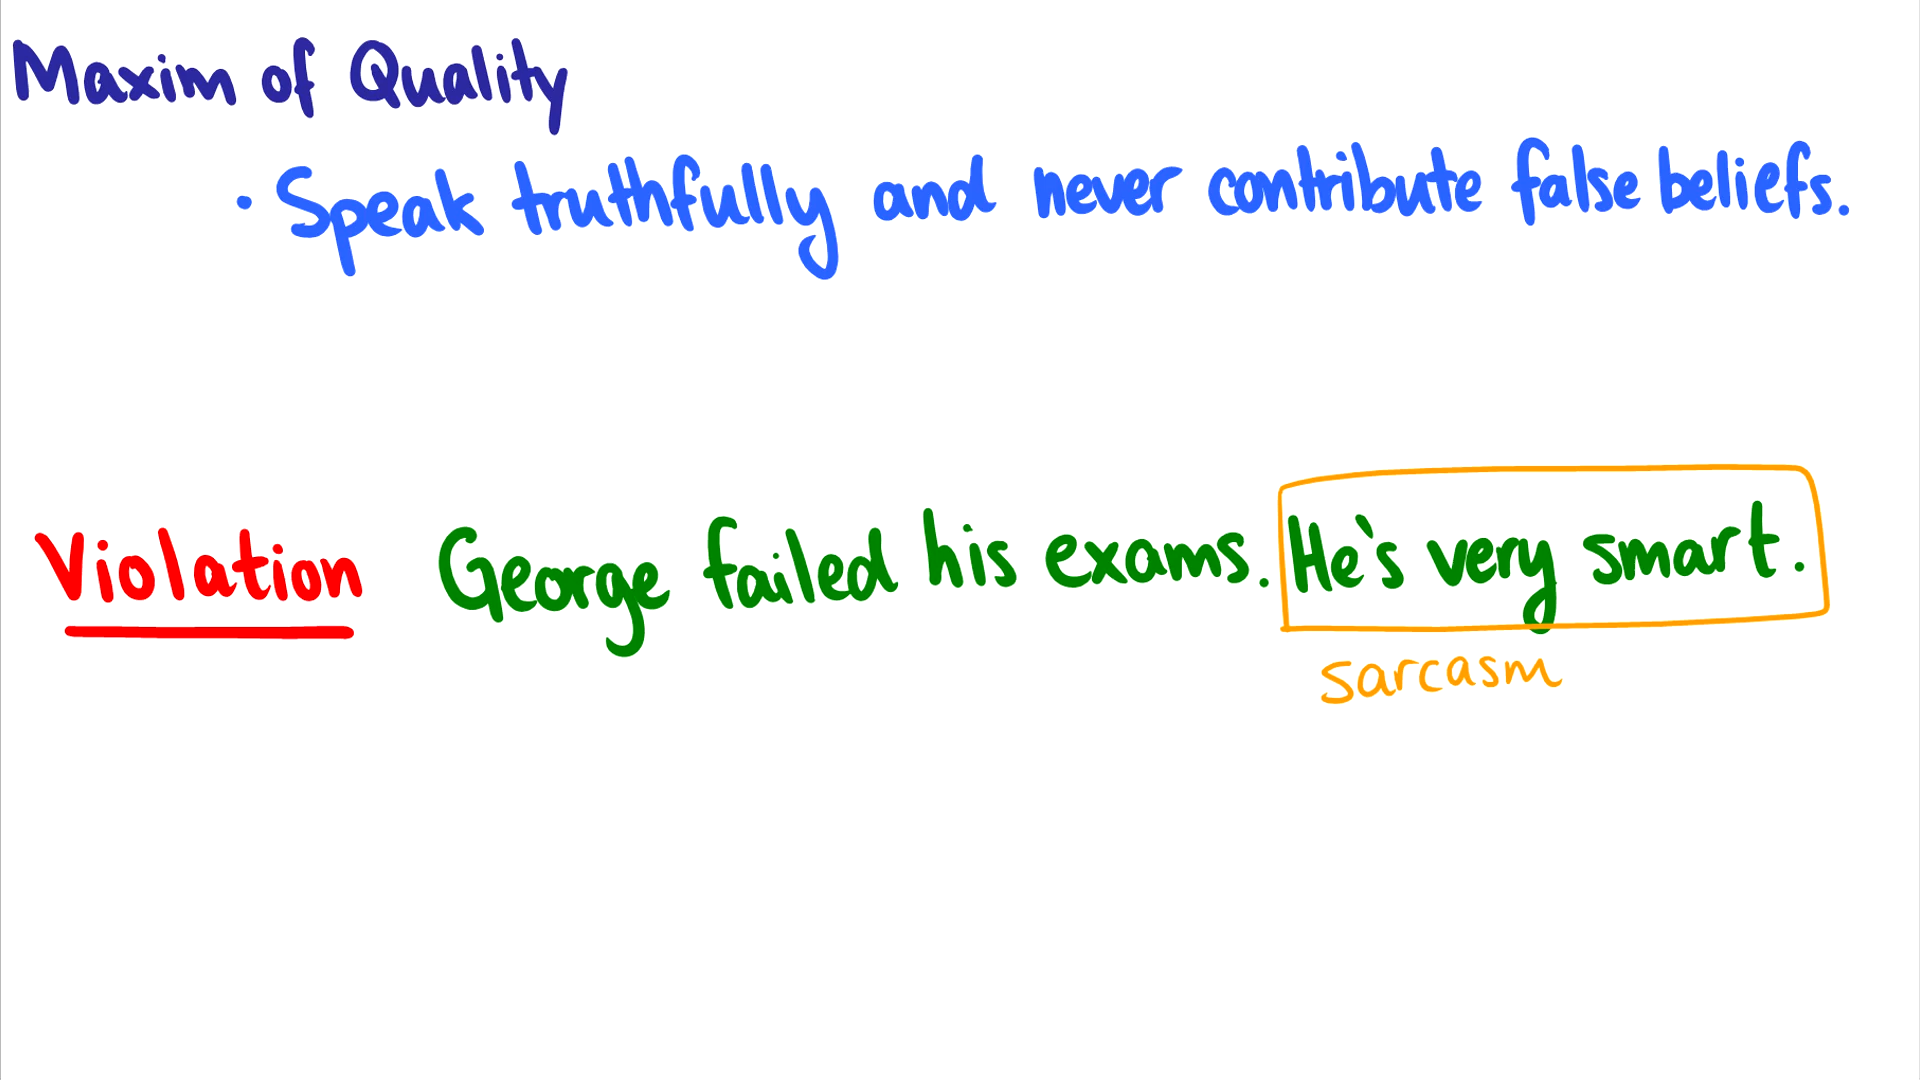 Maxim of Quality
· Speak truthfully and never contribute false beliefs.
Violation George failed his exams. He's very smart.
sarcasm